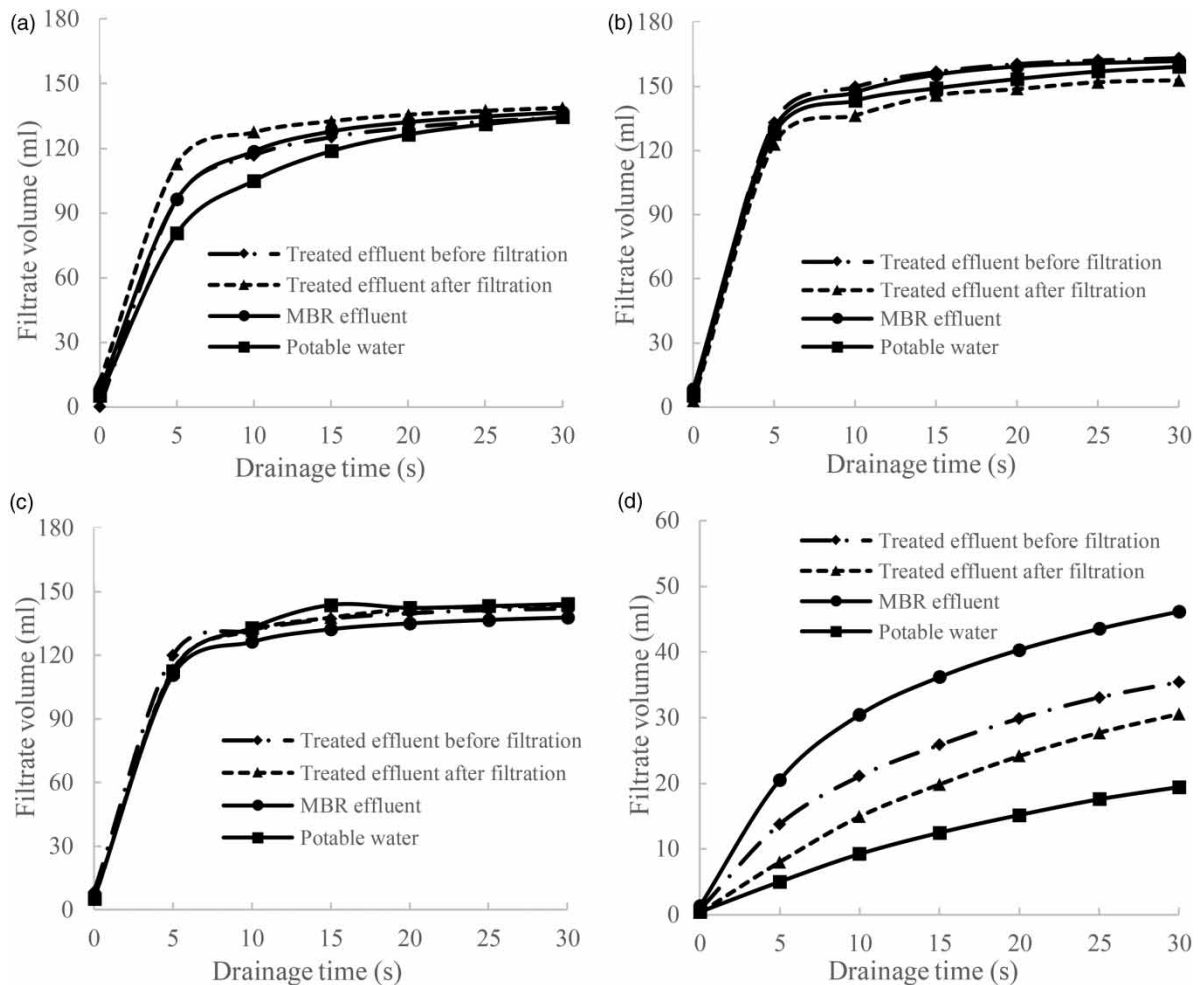 (a)
180
150
120
90
60
30
0
Filtrate volume (ml)
Treated effluent before filtration
Treated effluent after filtration
MBR effluent
Potable water
0 5 10 15 20 25 30
Drainage time (s)
(b)
180
150
120
90
60
30
0
Filtrate volume (ml)
Treated effluent before filtration
Treated effluent after filtration
MBR effluent
Potable water
0 5 10 15 20 25 30
Drainage time (s)
(c)
180
150
120
90
60
30
0
Filtrate volume (ml)
Treated effluent before filtration
Treated effluent after filtration
MBR effluent
Potable water
0 5 10 15 20 25 30
Drainage time (s)
(d)
60
50
40
30
20
10
0
Filtrate volume (ml)
Treated effluent before filtration
Treated effluent after filtration
MBR effluent
Potable water
0 5 10 15 20 25 30
Drainage time (s)